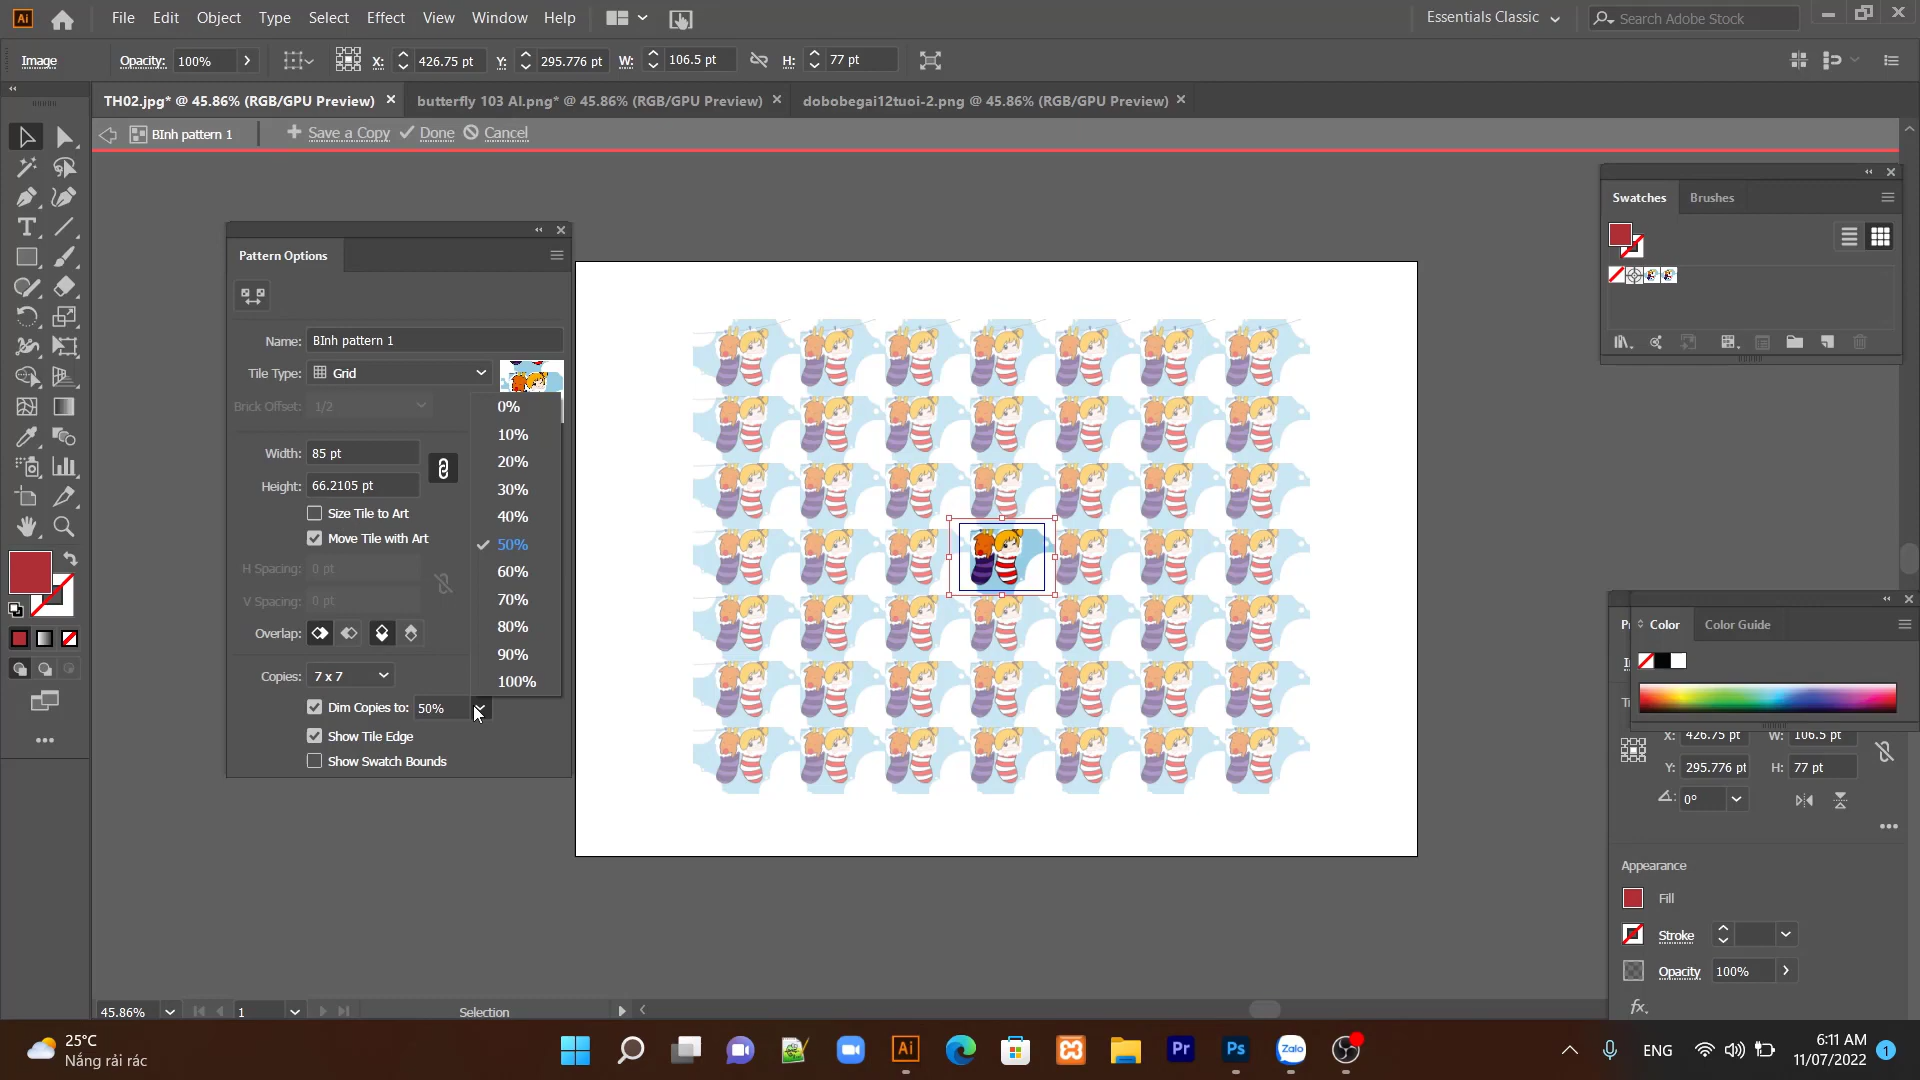 Ai File Edit Object Type Select Effect View Window Help Essentials Classic Search Adobe Stock
Image Opacity: 100% X: 426.75 pt Y: 295.776 pt W: 106.5 pt H: 77 pt
TH02.jpg* @ 45.86% (RGB/GPU Preview) butterfly 103 AI.png* @ 45.86% (RGB/GPU Preview) dobobegai12tuoi-2.png @ 45.86% (RGB/GPU Preview)
BInh pattern 1 Save a Copy Done Cancel
Pattern Options
Name: BInh pattern 1
Tile Type: Grid
Brick Offset: 1/2
Width: 85 pt
Height: 66.2105 pt
Size Tile to Art
Move Tile with Art
H Spacing: 0 pt
V Spacing: 0 pt
Overlap:
Copies: 7 x 7
Dim Copies to: 50%
Show Tile Edge
Show Swatch Bounds
0%
10%
20%
30%
40%
50%
60%
70%
80%
90%
100%
Swatches Brushes
Color Color Guide
X: 426.75 pt W: 106.5 pt
Y: 295.776 pt H: 77 pt
0°
Appearance
Fill
Stroke
Opacity 100%
fx.
45.86% 1 Selection
25°C
Nắng rải rác
Ai Pr Ps Zalo
ENG
6:11 AM
11/07/2022 1